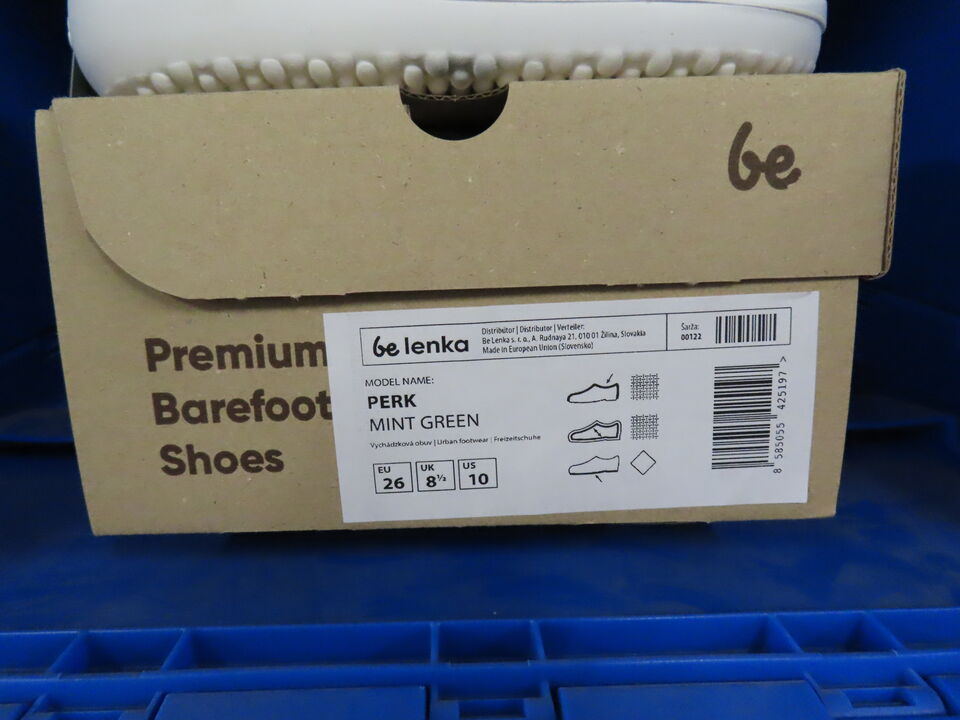 be
Premium
Barefoot
Shoes
be lenka
Distribútor | Distributor | Verteiler:
Be Lenka s. r. o., A. Rudnaya 21, 010 01 Žilina, Slovakia
Made in European Union (Slovensko)
Šarža:
00122
MODEL NAME:
PERK
MINT GREEN
Vychádzková obuv | Urban footwear | Freizeitschuhe
EU
26
UK
8½
US
10
8 585055 425197 >